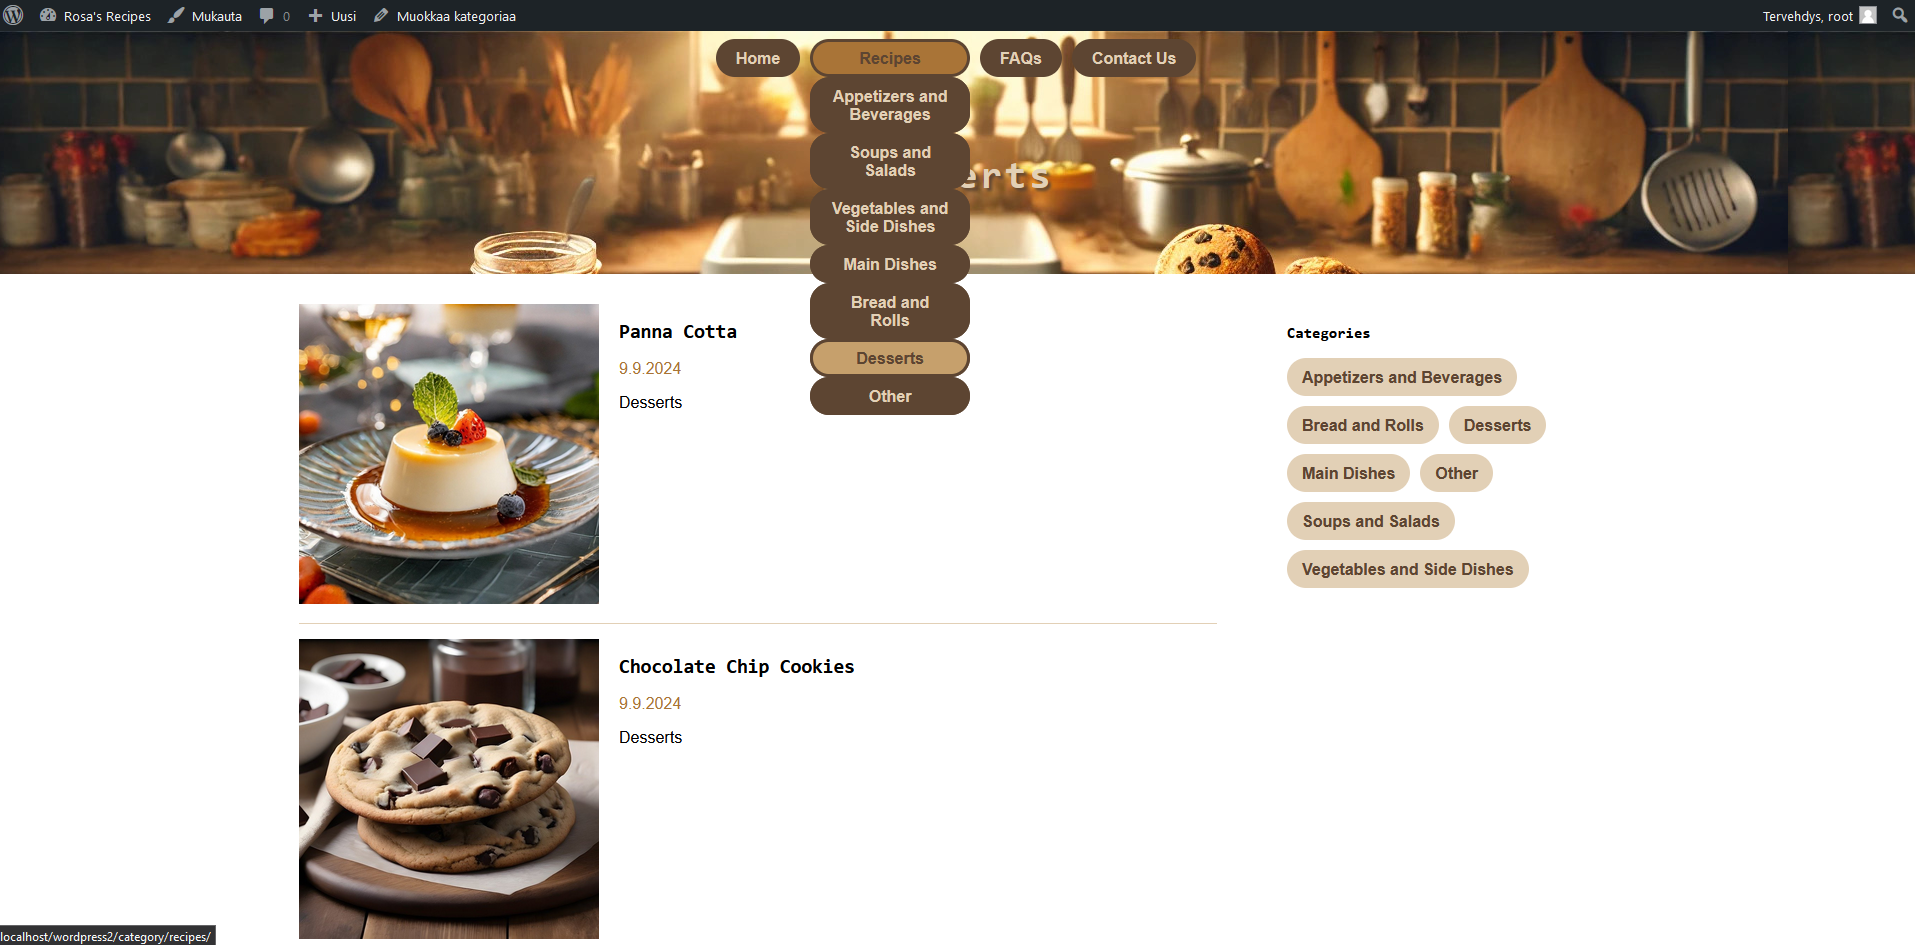 Rosa's Recipes Mukauta 0 Uusi Muokkaa kategoriaa Tervehdys, root
Home Recipes FAQs Contact Us
Appetizers and
Beverages
Soups and
Salads
erts
Vegetables and
Side Dishes
Main Dishes
Bread and
Rolls
Desserts
Other
Panna Cotta
9.9.2024
Desserts
Chocolate Chip Cookies
9.9.2024
Desserts
Categories
Appetizers and Beverages
Bread and Rolls Desserts
Main Dishes Other
Soups and Salads
Vegetables and Side Dishes
localhost/wordpress2/category/recipes/